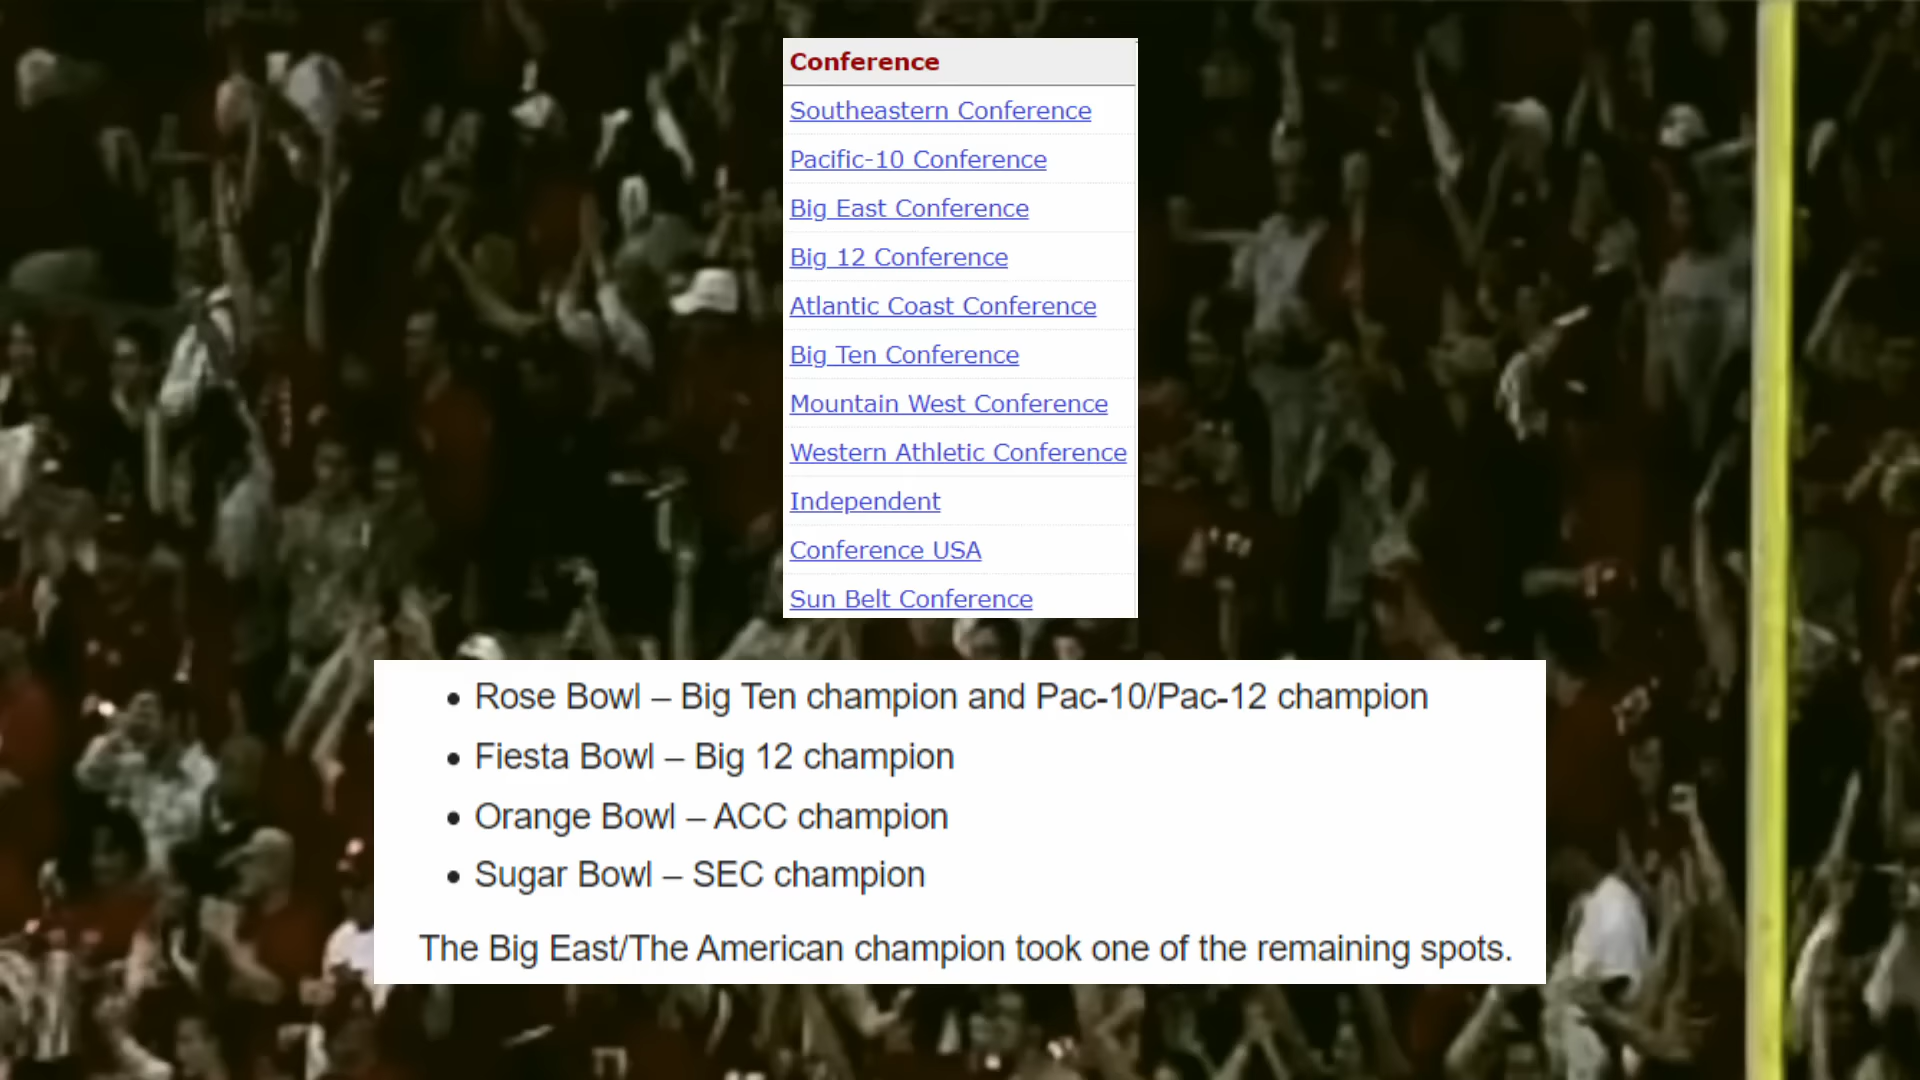 Conference
Southeastern Conference
Pacific-10 Conference
Big East Conference
Big 12 Conference
Atlantic Coast Conference
Big Ten Conference
Mountain West Conference
Western Athletic Conference
Independent
Conference USA
Sun Belt Conference
• Rose Bowl – Big Ten champion and Pac-10/Pac-12 champion
• Fiesta Bowl – Big 12 champion
• Orange Bowl – ACC champion
• Sugar Bowl – SEC champion
The Big East/The American champion took one of the remaining spots.